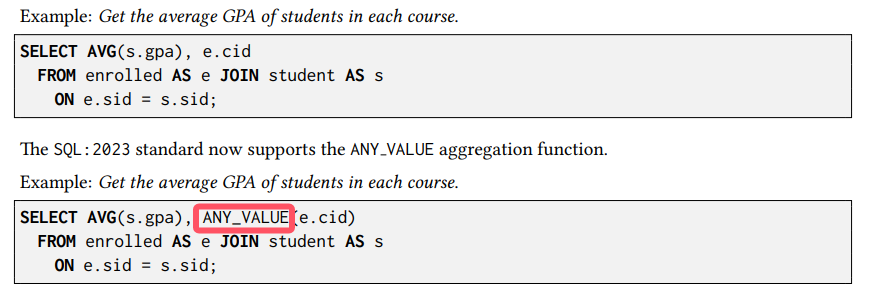 Example: Get the average GPA of students in each course.
SELECT AVG(s.gpa), e.cid
FROM enrolled AS e JOIN student AS s
ON e.sid = s.sid;
The SQL:2023 standard now supports the ANY_VALUE aggregation function.
Example: Get the average GPA of students in each course.
SELECT AVG(s.gpa), ANY_VALUE(e.cid)
FROM enrolled AS e JOIN student AS s
ON e.sid = s.sid;